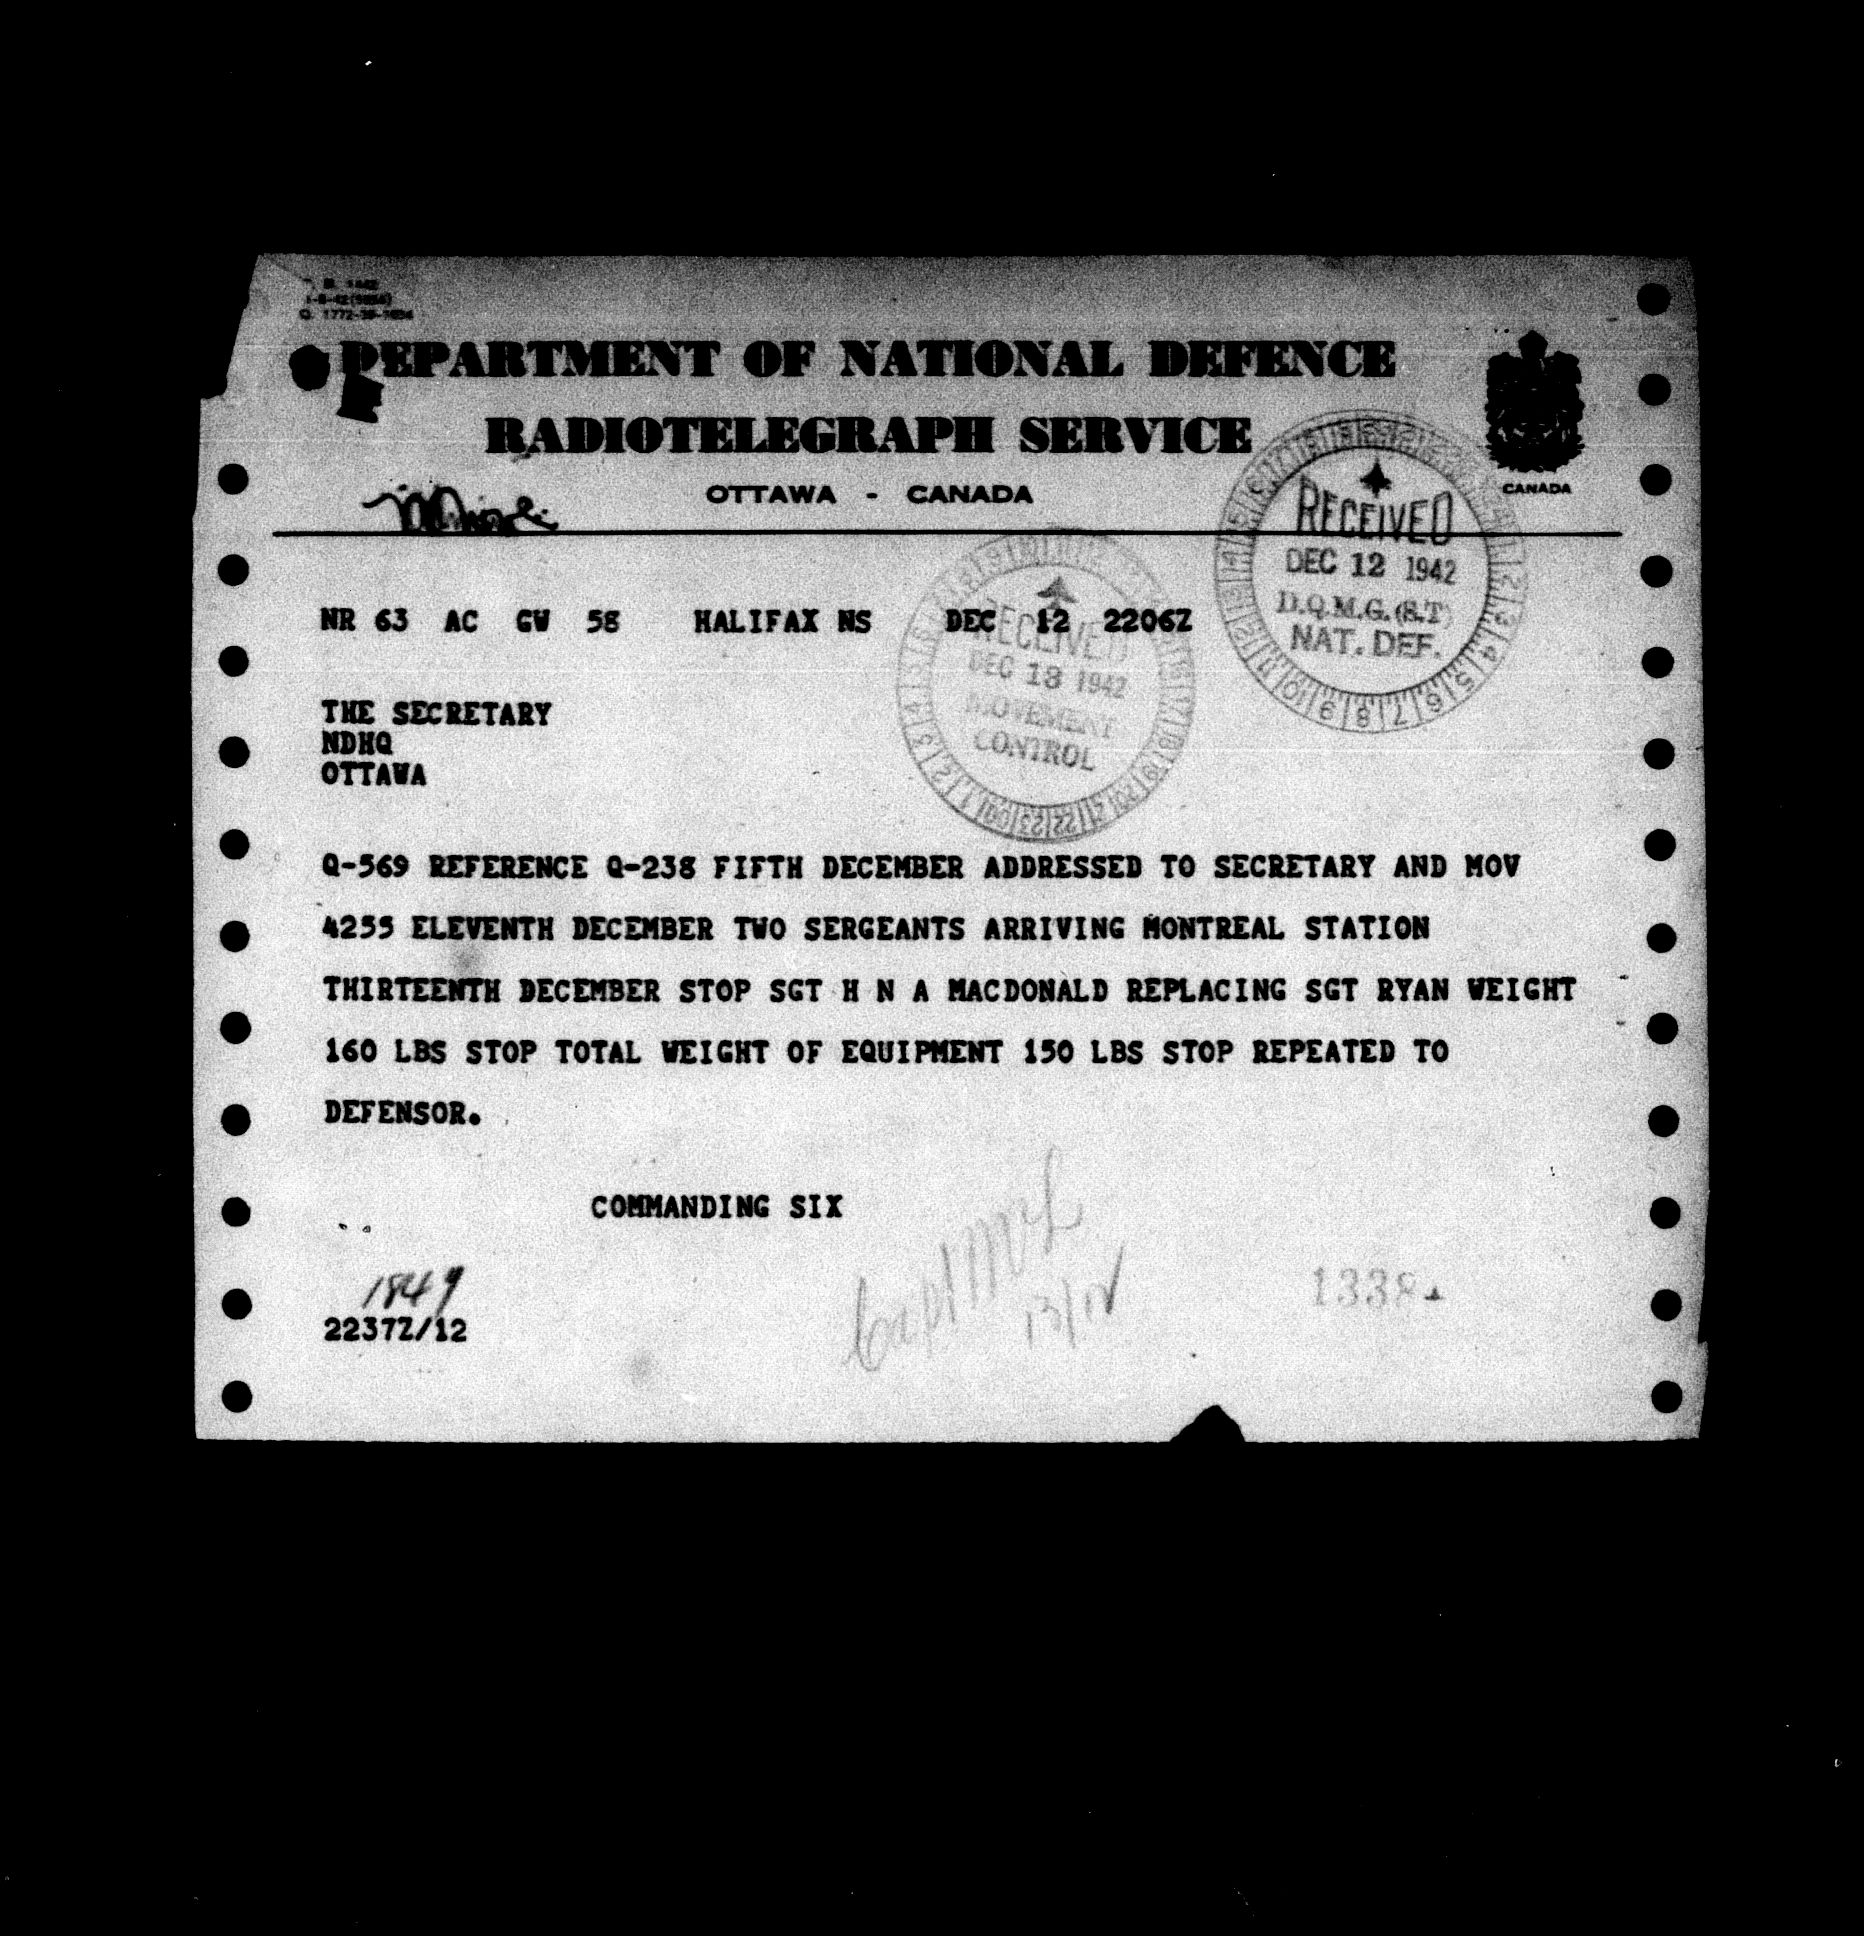 DEPARTMENT OF NATIONAL DEFENCE
RADIOTELEGRAPH SERVICE
OTTAWA - CANADA
CANADA
RECEIVED
DEC 12 1942
D.Q.M.G. (S.T)
NAT. DEF.
NR 63 AC GW 58 HALIFAX NS DEC 12 2206Z
RECEIVED
DEC 18 1942
MOVEMENT
CONTROL
THE SECRETARY
NDHQ
OTTAWA
Q-569 REFERENCE Q-238 FIFTH DECEMBER ADDRESSED TO SECRETARY AND MOV
4255 ELEVENTH DECEMBER TWO SERGEANTS ARRIVING MONTREAL STATION
THIRTEENTH DECEMBER STOP SGT H N A MACDONALD REPLACING SGT RYAN WEIGHT
160 LBS STOP TOTAL WEIGHT OF EQUIPMENT 150 LBS STOP REPEATED TO
DEFENSOR.
COMMANDING SIX
1849
2237Z/12
13/12